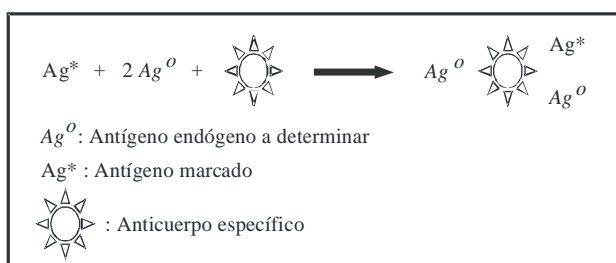 Ag* + 2 Ag° + → Ag° Ag*
Ag°
Ag°: Antígeno endógeno a determinar
Ag* : Antígeno marcado
: Anticuerpo específico